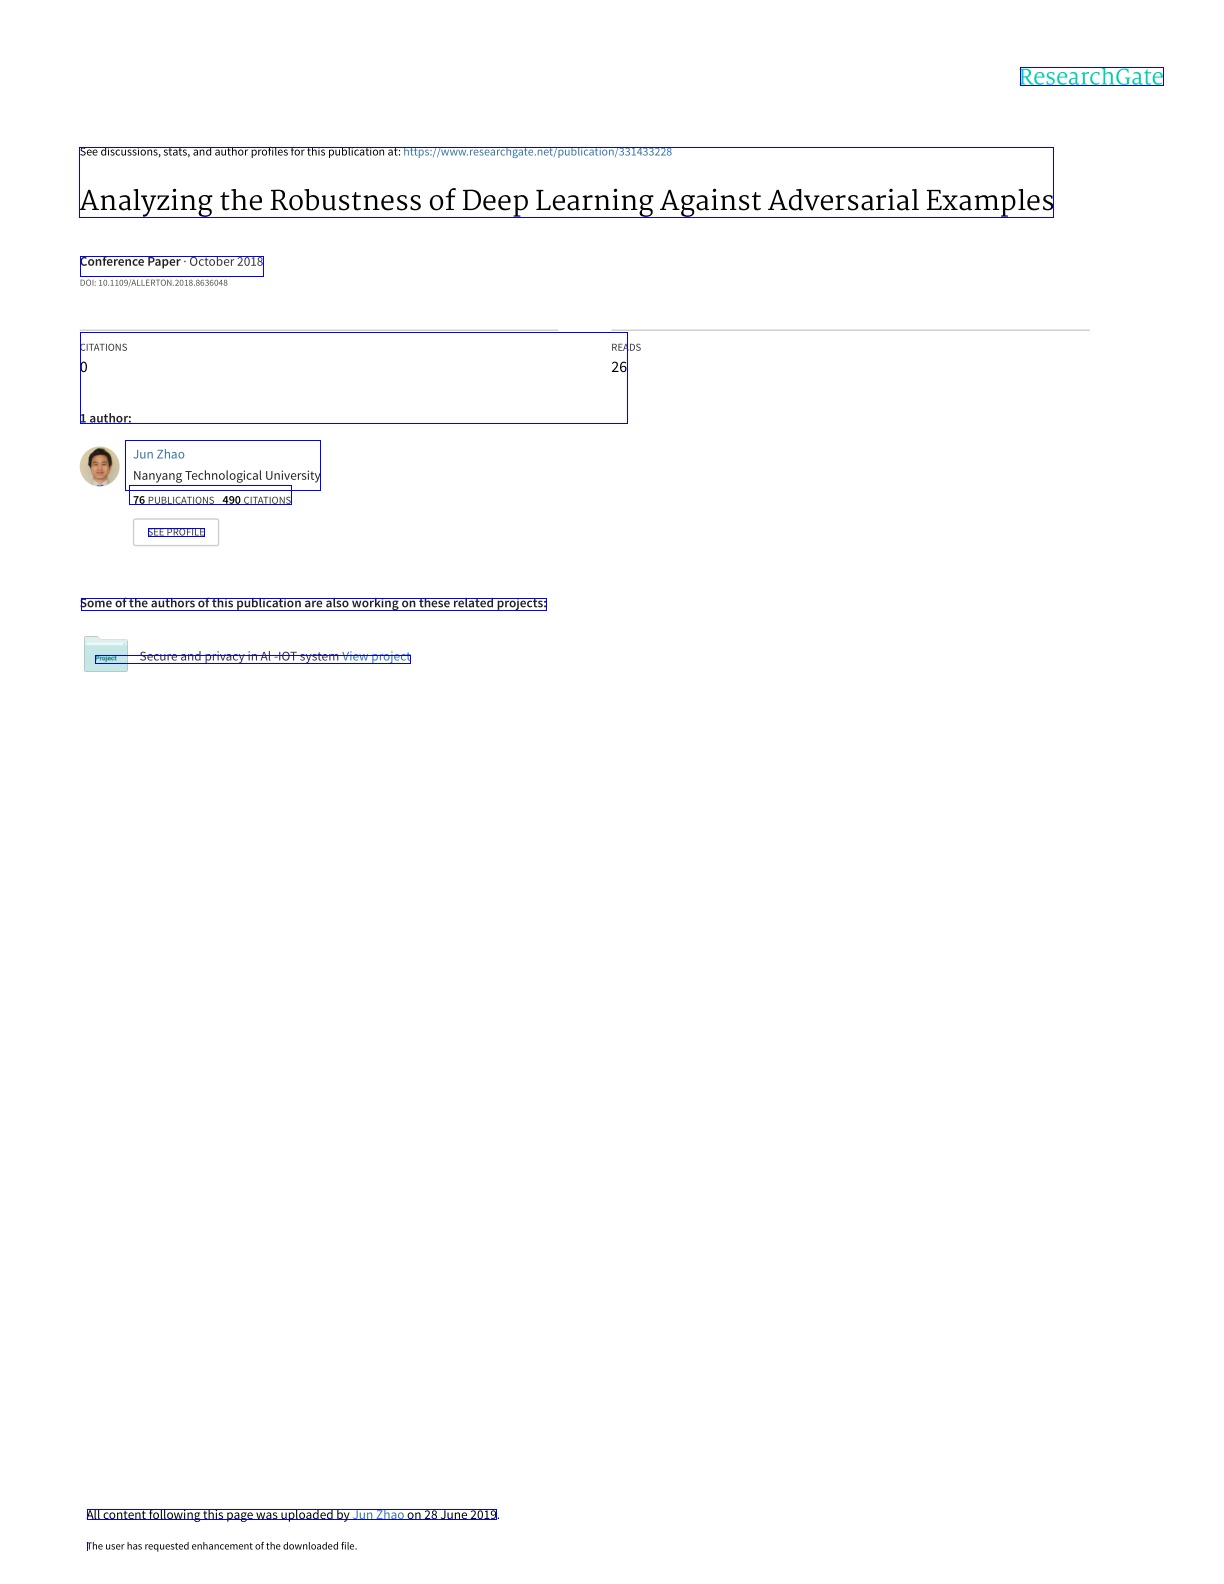 ResearchGate
See discussions, stats, and author profiles for this publication at: https://www.researchgate.net/publication/331433228
Analyzing the Robustness of Deep Learning Against Adversarial Examples
Conference Paper · October 2018
DOI: 10.1109/ALLERTON.2018.8636048
CITATIONS
0
READS
26
1 author:
Jun Zhao
Nanyang Technological University
76 PUBLICATIONS 490 CITATIONS
SEE PROFILE
Some of the authors of this publication are also working on these related projects:
Project
Secure and privacy in Al -IOT system View project
All content following this page was uploaded by Jun Zhao on 28 June 2019.
The user has requested enhancement of the downloaded file.